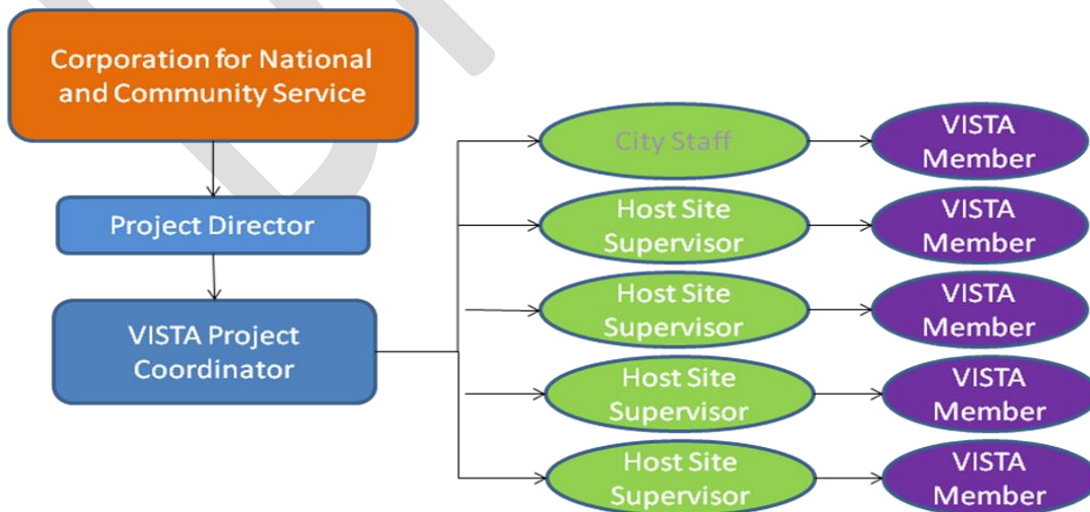 Corporation for National
and Community Service
Project Director
VISTA Project
Coordinator
City Staff
VISTA
Member
Host Site
Supervisor
VISTA
Member
Host Site
Supervisor
VISTA
Member
Host Site
Supervisor
VISTA
Member
Host Site
Supervisor
VISTA
Member